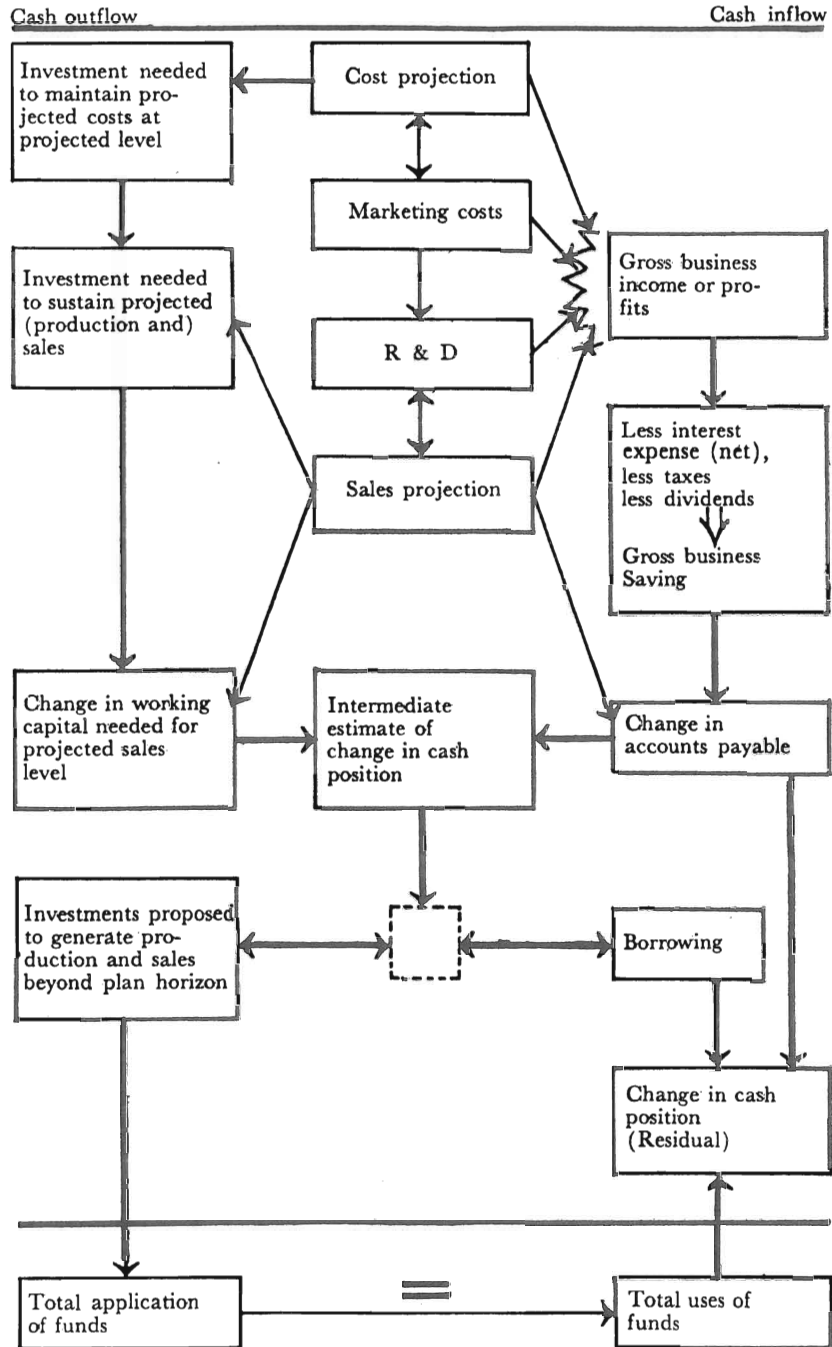 Cash outflow
Cash inflow
Investment needed
to maintain pro-
jected costs at
projected level
Cost projection
Marketing costs
Investment needed
to sustain projected
(production and)
sales
Gross business
income or pro-
fits
R & D
Less interest
expense (net),
less taxes
less dividends
Gross business
Saving
Sales projection
Change in working
capital needed for
projected sales
level
Intermediate
estimate of
change in cash
position
Change in
accounts payable
Investments proposed
to generate pro-
duction and sales
beyond plan horizon
Borrowing
Change in cash
position
(Residual)
Total application
of funds
=
Total uses of
funds